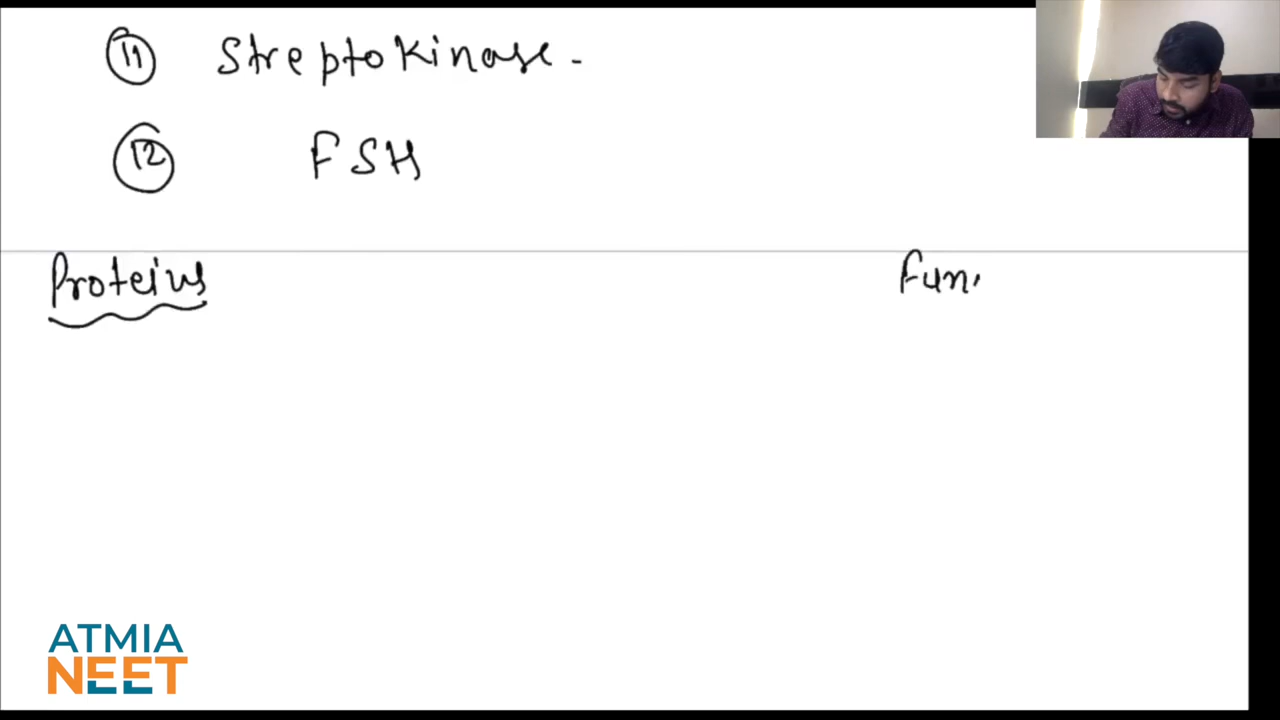 11 Streptokinase.
12 FSH
Proteins Fun
ATMIA
NEET